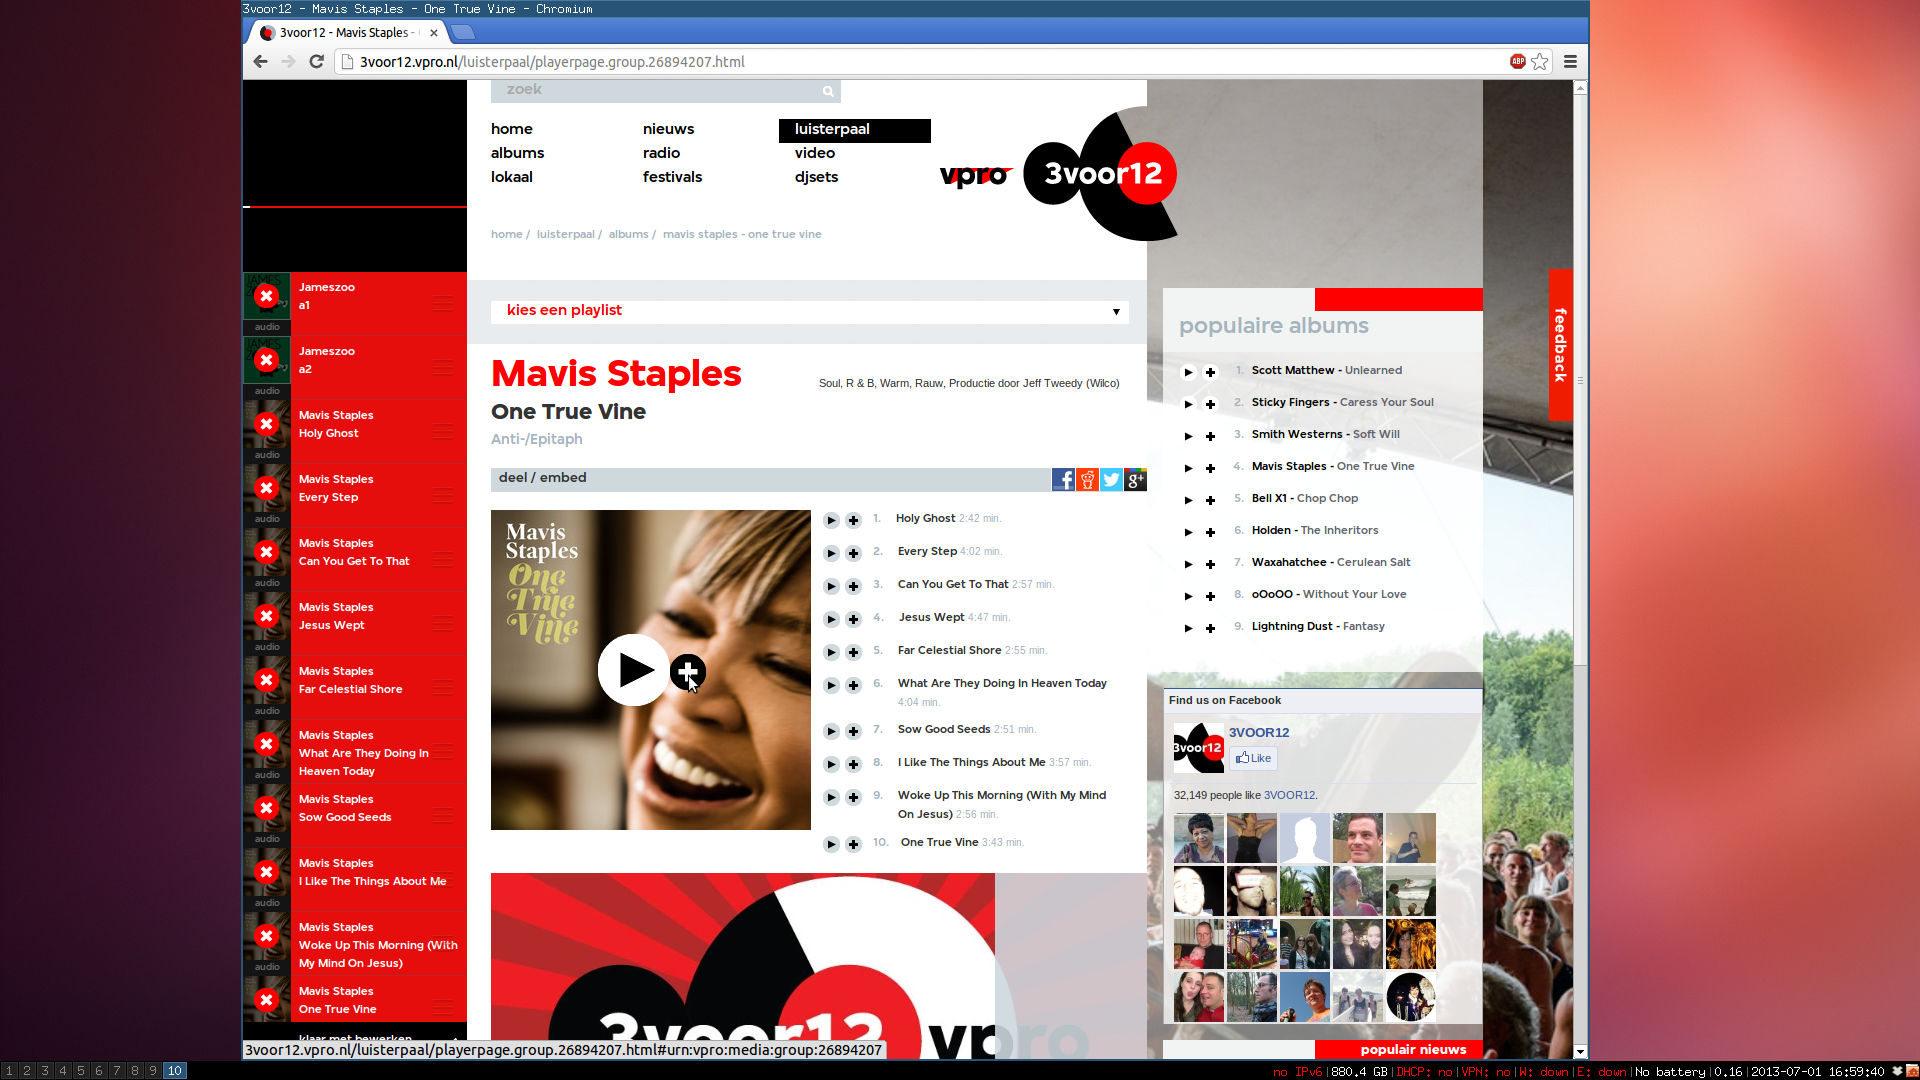 3voor12 - Mavis Staples - One True Vine - Chromium
3voor12 - Mavis Staples -
3voor12.vpro.nl/luisterpaal/playerpage.group.26894207.html
ABP
zoek
home
nieuws
luisterpaal
albums
radio
video
lokaal
festivals
djsets
vpro
3voor12
home / luisterpaal / albums / mavis staples - one true vine
kies een playlist
Mavis Staples
Soul, R & B, Warm, Rauw, Productie door Jeff Tweedy (Wilco)
One True Vine
Anti-/Epitaph
deel / embed
Mavis
Staples
One
True
Vine
1. Holy Ghost 2:42 min.
2. Every Step 4:02 min.
3. Can You Get To That 2:57 min.
4. Jesus Wept 4:47 min.
5. Far Celestial Shore 2:55 min.
6. What Are They Doing In Heaven Today
4:04 min.
7. Sow Good Seeds 2:51 min.
8. I Like The Things About Me 3:57 min.
9. Woke Up This Morning (With My Mind
On Jesus) 2:56 min.
10. One True Vine 3:43 min.
3voor12 vpro
Jameszoo
a1
audio
Jameszoo
a2
audio
Mavis Staples
Holy Ghost
audio
Mavis Staples
Every Step
audio
Mavis Staples
Can You Get To That
audio
Mavis Staples
Jesus Wept
audio
Mavis Staples
Far Celestial Shore
audio
Mavis Staples
What Are They Doing In
Heaven Today
audio
Mavis Staples
Sow Good Seeds
audio
Mavis Staples
I Like The Things About Me
audio
Mavis Staples
Woke Up This Morning (With
My Mind On Jesus)
audio
Mavis Staples
One True Vine
klaar met bewerken
populaire albums
1. Scott Matthew - Unlearned
2. Sticky Fingers - Caress Your Soul
3. Smith Westerns - Soft Will
4. Mavis Staples - One True Vine
5. Bell X1 - Chop Chop
6. Holden - The Inheritors
7. Waxahatchee - Cerulean Salt
8. oOoOO - Without Your Love
9. Lightning Dust - Fantasy
feedback
Find us on Facebook
3voor12
3VOOR12
Like
32,149 people like 3VOOR12.
populair nieuws
3voor12.vpro.nl/luisterpaal/playerpage.group.26894207.html#urn:vpro:media:group:26894207
1 2 3 4 5 6 7 8 9 10
no IPv6|880.4 GB|DHCP: no|VPN: no|W: down|E: down|No battery|0.16|2013-07-01 16:59:40